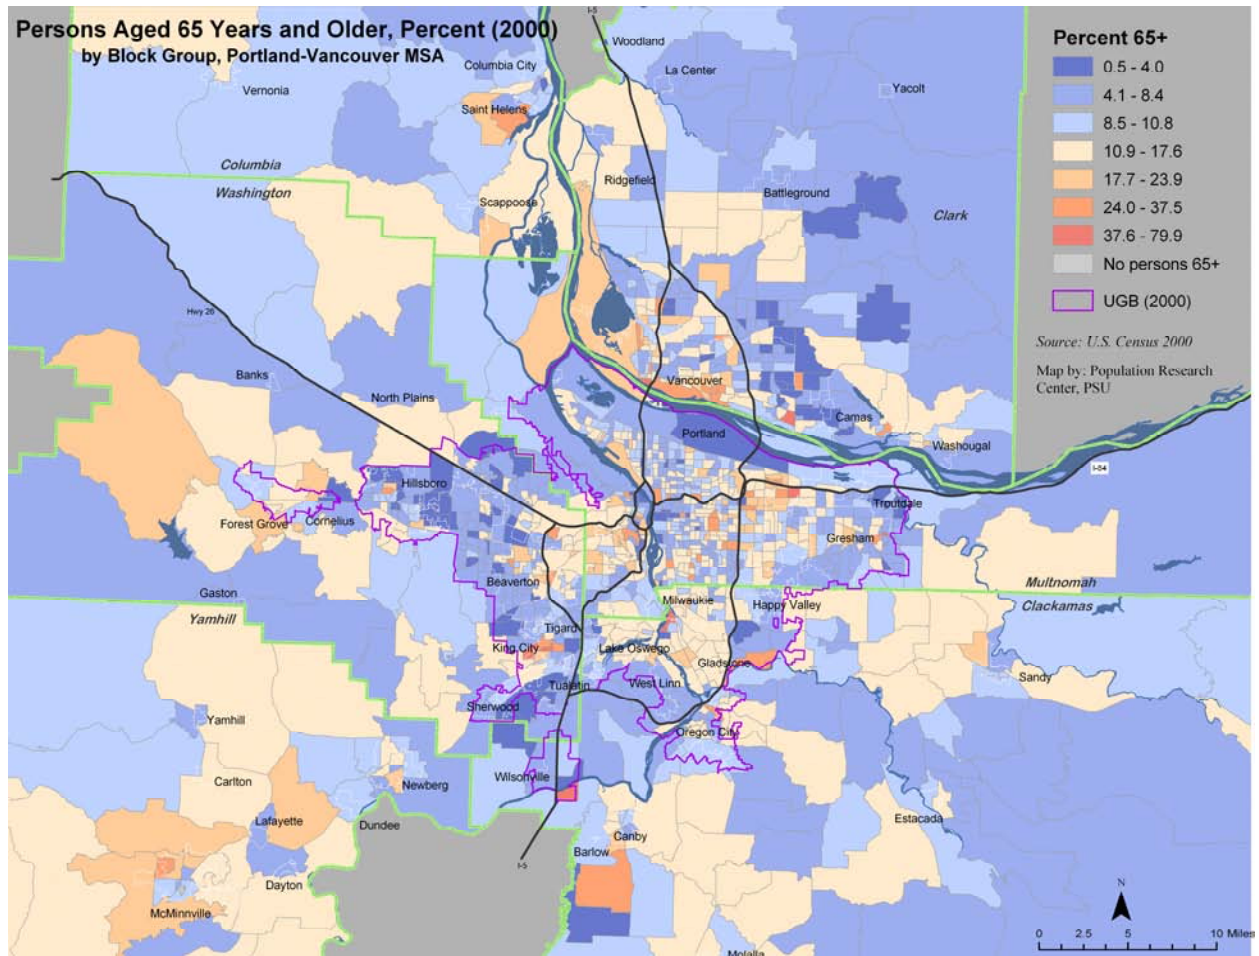 Persons Aged 65 Years and Older, Percent (2000)
by Block Group, Portland-Vancouver MSA
Percent 65+
0.5 - 4.0
4.1 - 8.4
8.5 - 10.8
10.9 - 17.6
17.7 - 23.9
24.0 - 37.5
37.6 - 79.9
No persons 65+
UGB (2000)
Source: U.S. Census 2000
Map by: Population Research
Center, PSU
I-5
Woodland
Columbia City
La Center
Vernonia
Yacolt
Saint Helens
Columbia
Washington
Ridgefield
Battleground
Scappoose
Clark
Hwy 26
Banks
North Plains
Vancouver
Camas
Portland
Washougal
I-84
Hillsboro
Troutdale
Forest Grove
Cornelius
Gresham
Beaverton
Multnomah
Gaston
Milwaukie
Happy Valley
Clackamas
Yamhill
Tigard
King City
Lake Oswego
Gladstone
Sandy
Tualatin
West Linn
Sherwood
Yamhill
Oregon City
Wilsonville
Carlton
Newberg
Lafayette
Dundee
Estacada
Canby
Barlow
I-5
Dayton
McMinnville
Molalla
N
0 2.5 5 10 Miles